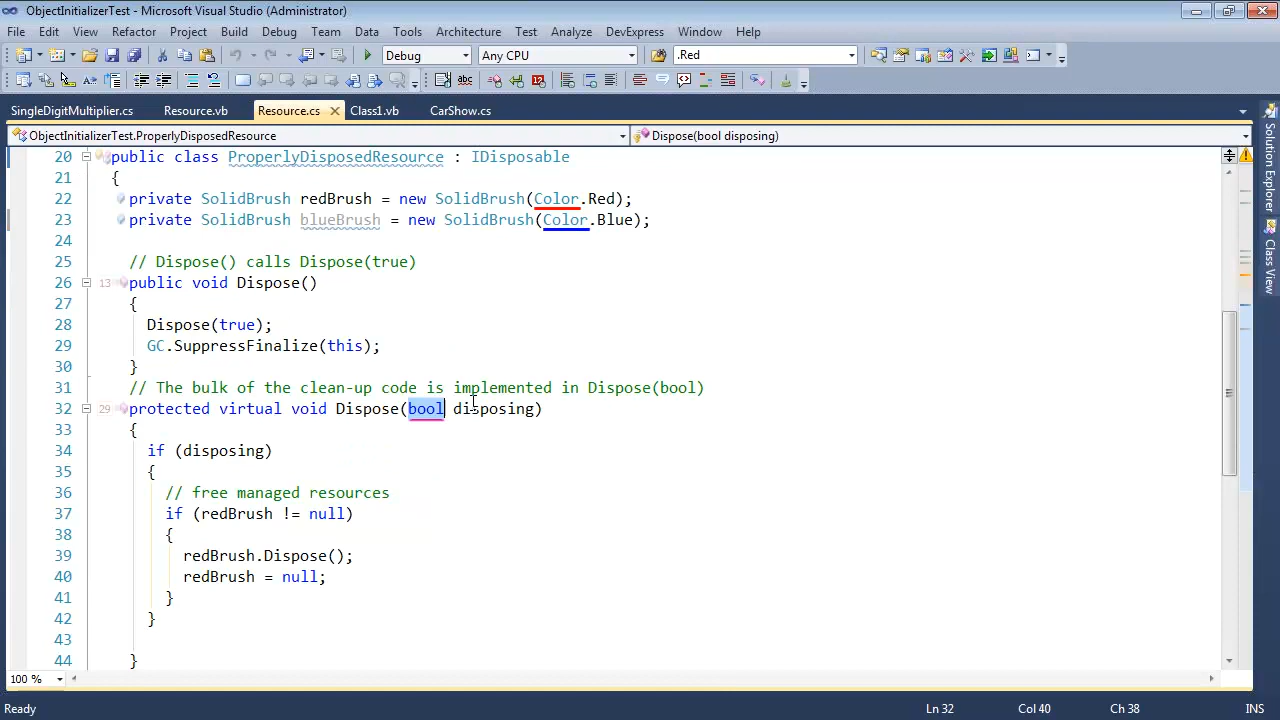 ObjectInitializerTest - Microsoft Visual Studio (Administrator)
File Edit View Refactor Project Build Debug Team Data Tools Architecture Test Analyze DevExpress Window Help
Debug Any CPU .Red
SingleDigitMultiplier.cs Resource.vb Resource.cs Class1.vb CarShow.cs
ObjectInitializerTest.ProperlyDisposedResource Dispose(bool disposing)
20 public class ProperlyDisposedResource : IDisposable
21 {
22 private SolidBrush redBrush = new SolidBrush(Color.Red);
23 private SolidBrush blueBrush = new SolidBrush(Color.Blue);
24
25 // Dispose() calls Dispose(true)
26 13 public void Dispose()
27 {
28 Dispose(true);
29 GC.SuppressFinalize(this);
30 }
31 // The bulk of the clean-up code is implemented in Dispose(bool)
32 29 protected virtual void Dispose(bool disposing)
33 {
34 if (disposing)
35 {
36 // free managed resources
37 if (redBrush != null)
38 {
39 redBrush.Dispose();
40 redBrush = null;
41 }
42 }
43
44 }
100 %
Ready Ln 32 Col 40 Ch 38 INS
Solution Explorer
Class View